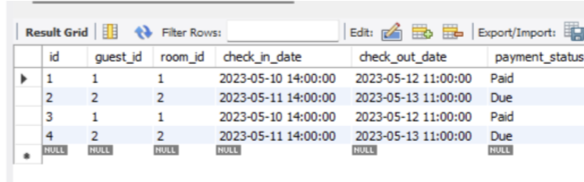 Result Grid Filter Rows: Edit: Export/Import:
id guest_id room_id check_in_date check_out_date payment_status
1 1 1 2023-05-10 14:00:00 2023-05-12 11:00:00 Paid
2 2 2 2023-05-11 14:00:00 2023-05-13 11:00:00 Due
3 1 1 2023-05-10 14:00:00 2023-05-12 11:00:00 Paid
4 2 2 2023-05-11 14:00:00 2023-05-13 11:00:00 Due
NULL NULL NULL NULL NULL NULL